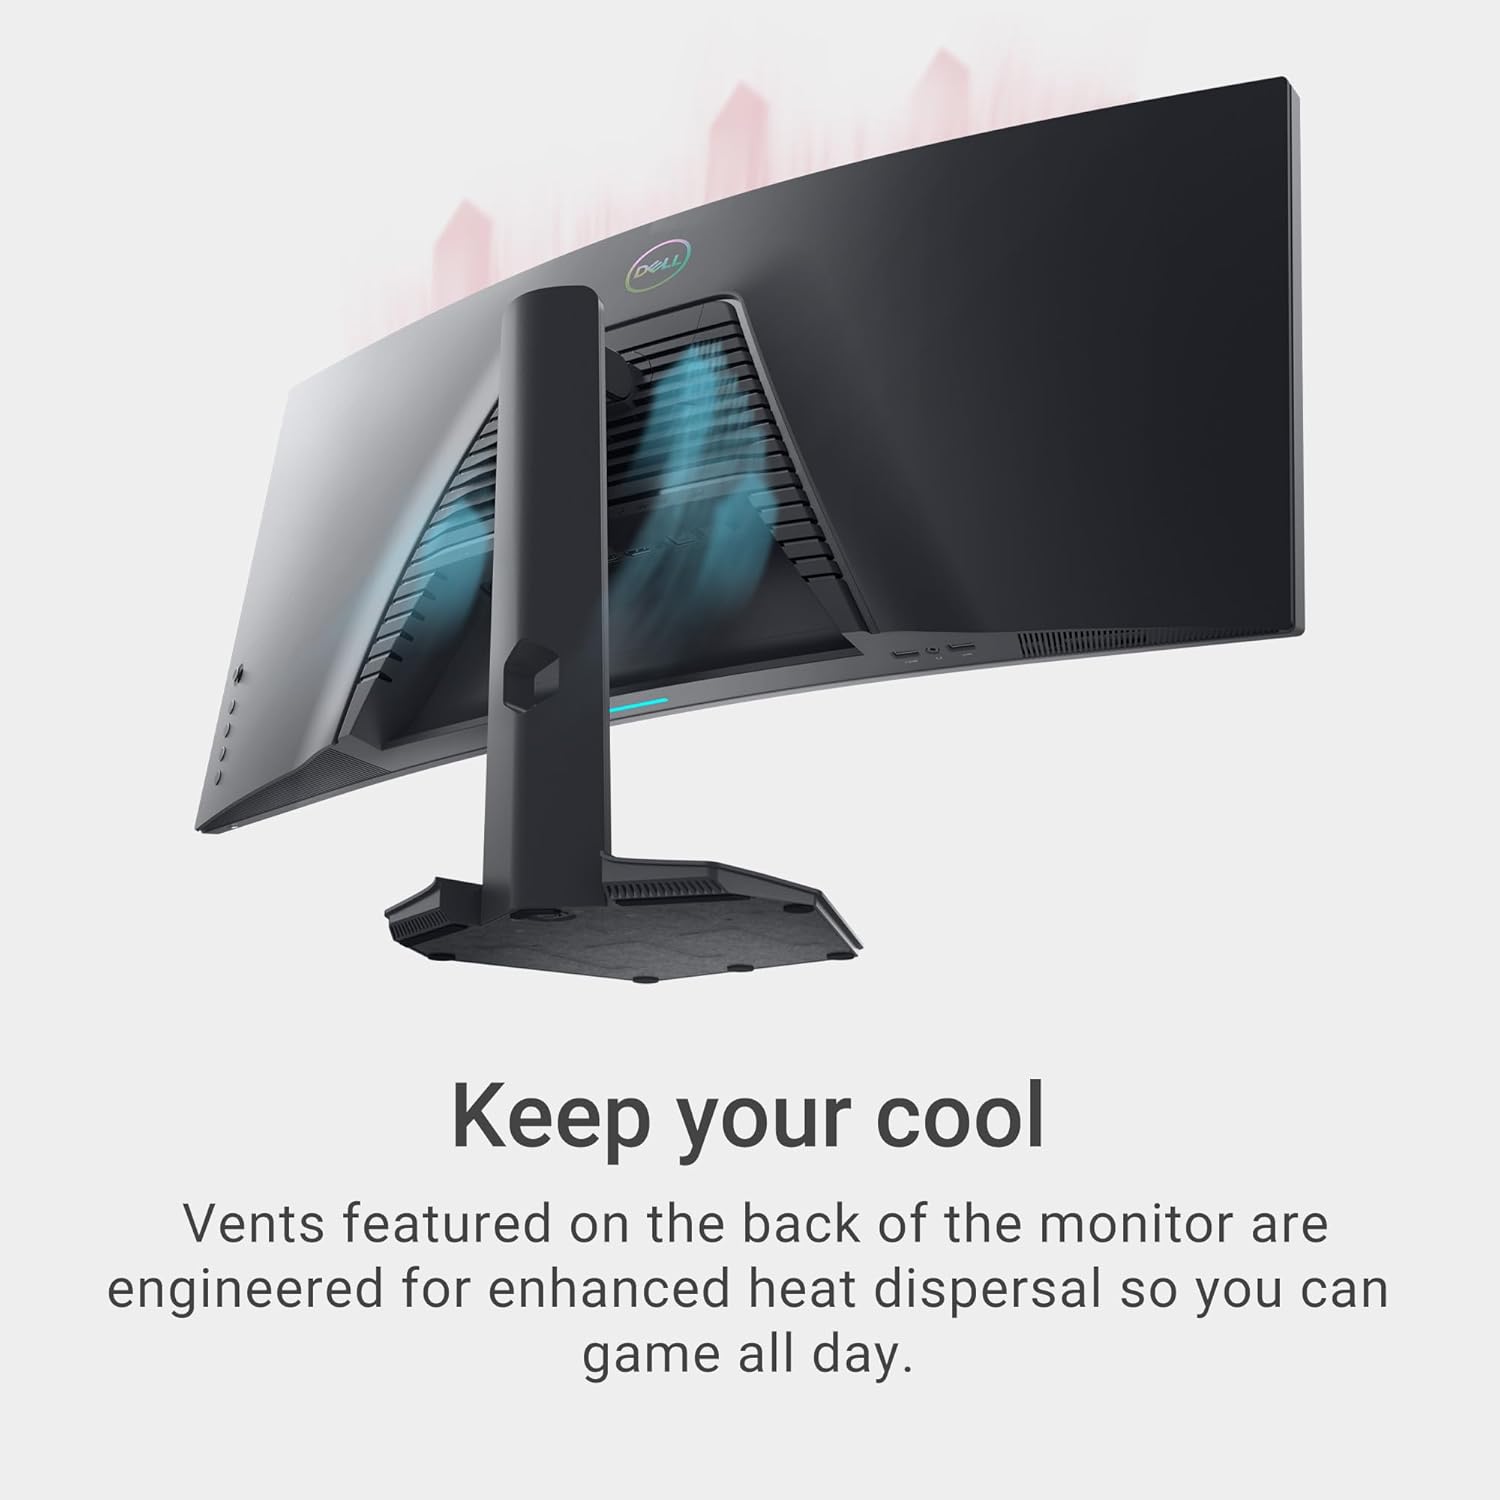 DELL
Keep your cool
Vents featured on the back of the monitor are
engineered for enhanced heat dispersal so you can
game all day.